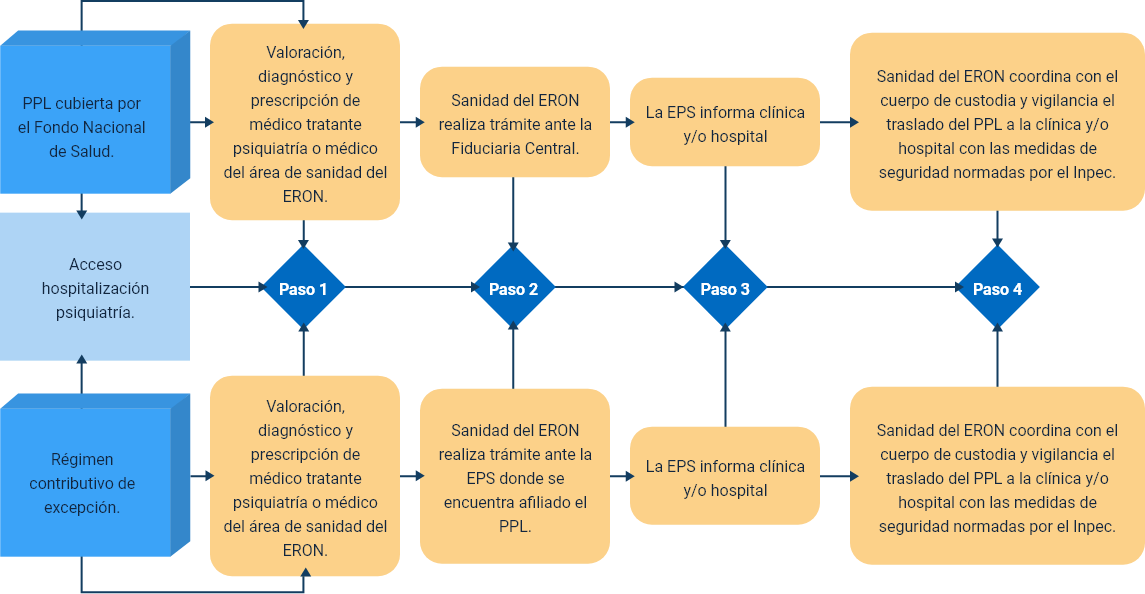 PPL cubierta por
el Fondo Nacional
de Salud.
Valoración,
diagnóstico y
prescripción de
médico tratante
psiquiatría o médico
del área de sanidad del
ERON.
Sanidad del ERON
realiza trámite ante la
Fiduciaria Central.
La EPS informa clínica
y/o hospital
Sanidad del ERON coordina con el
cuerpo de custodia y vigilancia el
traslado del PPL a la clínica y/o
hospital con las medidas de
seguridad normadas por el Inpec.
Acceso
hospitalización
psiquiatría.
Paso 1
Paso 2
Paso 3
Paso 4
Régimen
contributivo de
excepción.
Valoración,
diagnóstico y
prescripción de
médico tratante
psiquiatría o médico
del área de sanidad del
ERON.
Sanidad del ERON
realiza trámite ante la
EPS donde se
encuentra afiliado el
PPL.
La EPS informa clínica
y/o hospital
Sanidad del ERON coordina con el
cuerpo de custodia y vigilancia el
traslado del PPL a la clínica y/o
hospital con las medidas de
seguridad normadas por el Inpec.